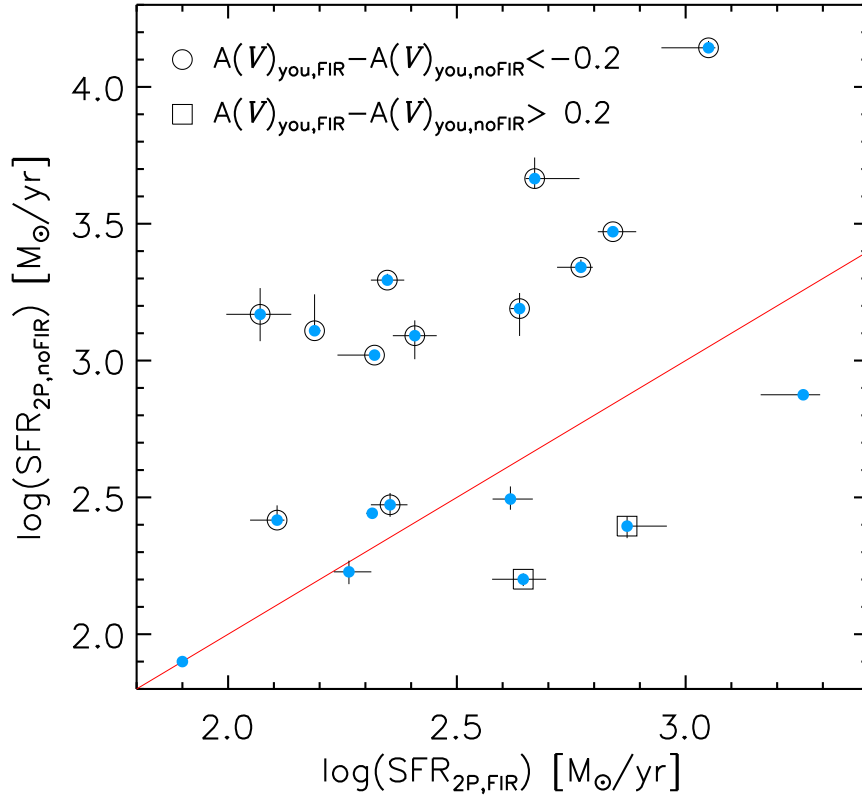 A(V)you,FIR−A(V)you,noFIR<−0.2
A(V)you,FIR−A(V)you,noFIR> 0.2
4.0
3.5
3.0
2.5
2.0
log(SFR2P,noFIR) [M⊙/yr]
2.0 2.5 3.0
log(SFR2P,FIR) [M⊙/yr]